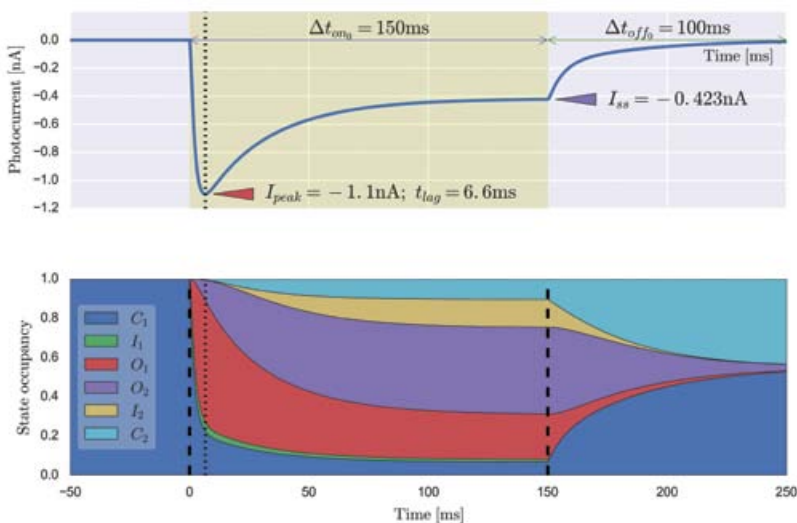 Δt_on₀ = 150ms
Δt_off₀ = 100ms
0.0
−0.2
−0.4
−0.6
−0.8
−1.0
−1.2
Photocurrent [nA]
Time [ms]
I_ss = −0.423nA
I_peak = −1.1nA; t_lag = 6.6ms
1.0
0.8
0.6
0.4
0.2
0.0
State occupancy
C₁
I₁
O₁
O₂
I₂
C₂
−50
0
50
100
150
200
250
Time [ms]